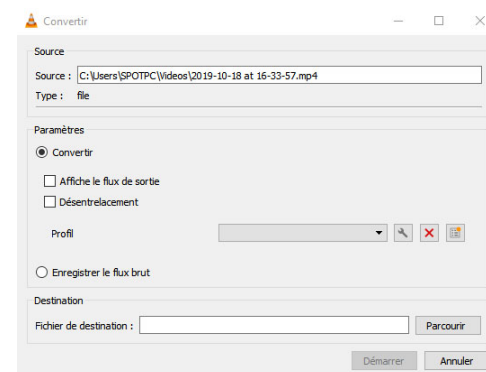 Convertir
Source
Source : C:\Users\SPOTPC\Videos\2019-10-18 at 16-33-57.mp4
Type : file
Paramètres
Convertir
Affiche le flux de sortie
Désentrelacement
Profil
Enregistrer le flux brut
Destination
Fichier de destination : Parcourir
Démarrer Annuler